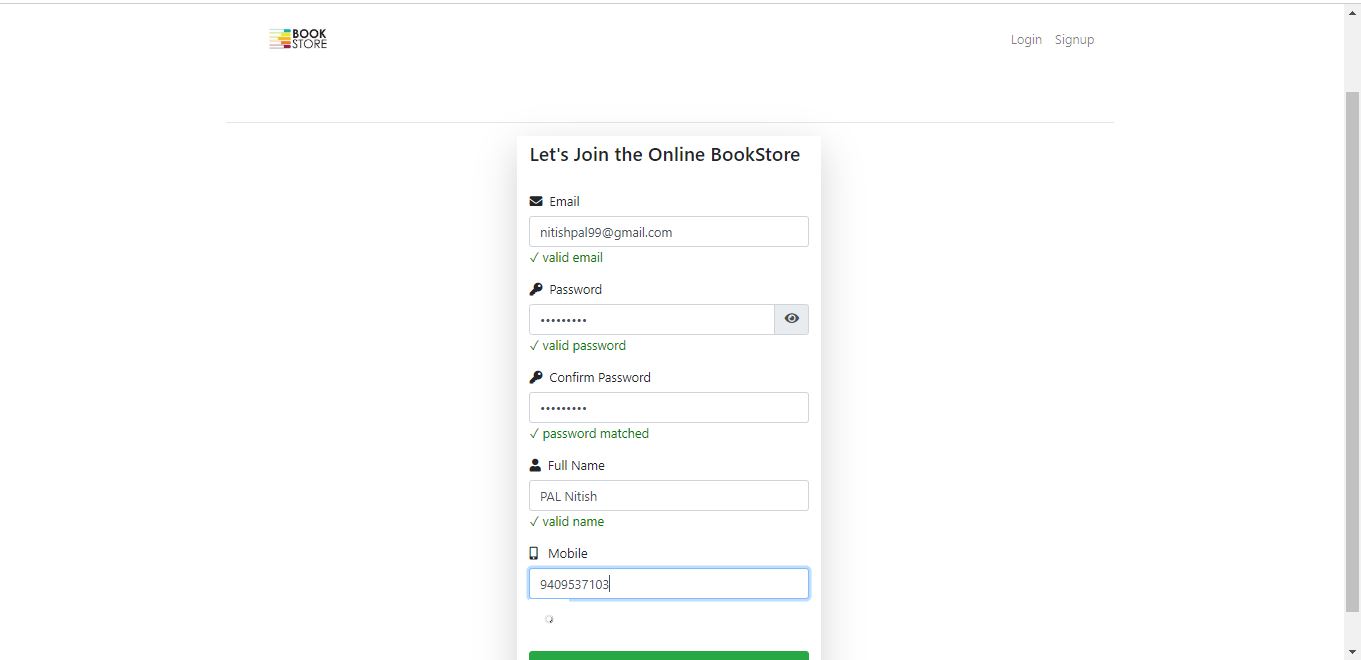 BOOK
STORE
Login Signup
Let's Join the Online BookStore
Email
nitishpal99@gmail.com
✓ valid email
Password
•••••••••
✓ valid password
Confirm Password
•••••••••
✓ password matched
Full Name
PAL Nitish
✓ valid name
Mobile
9409537103